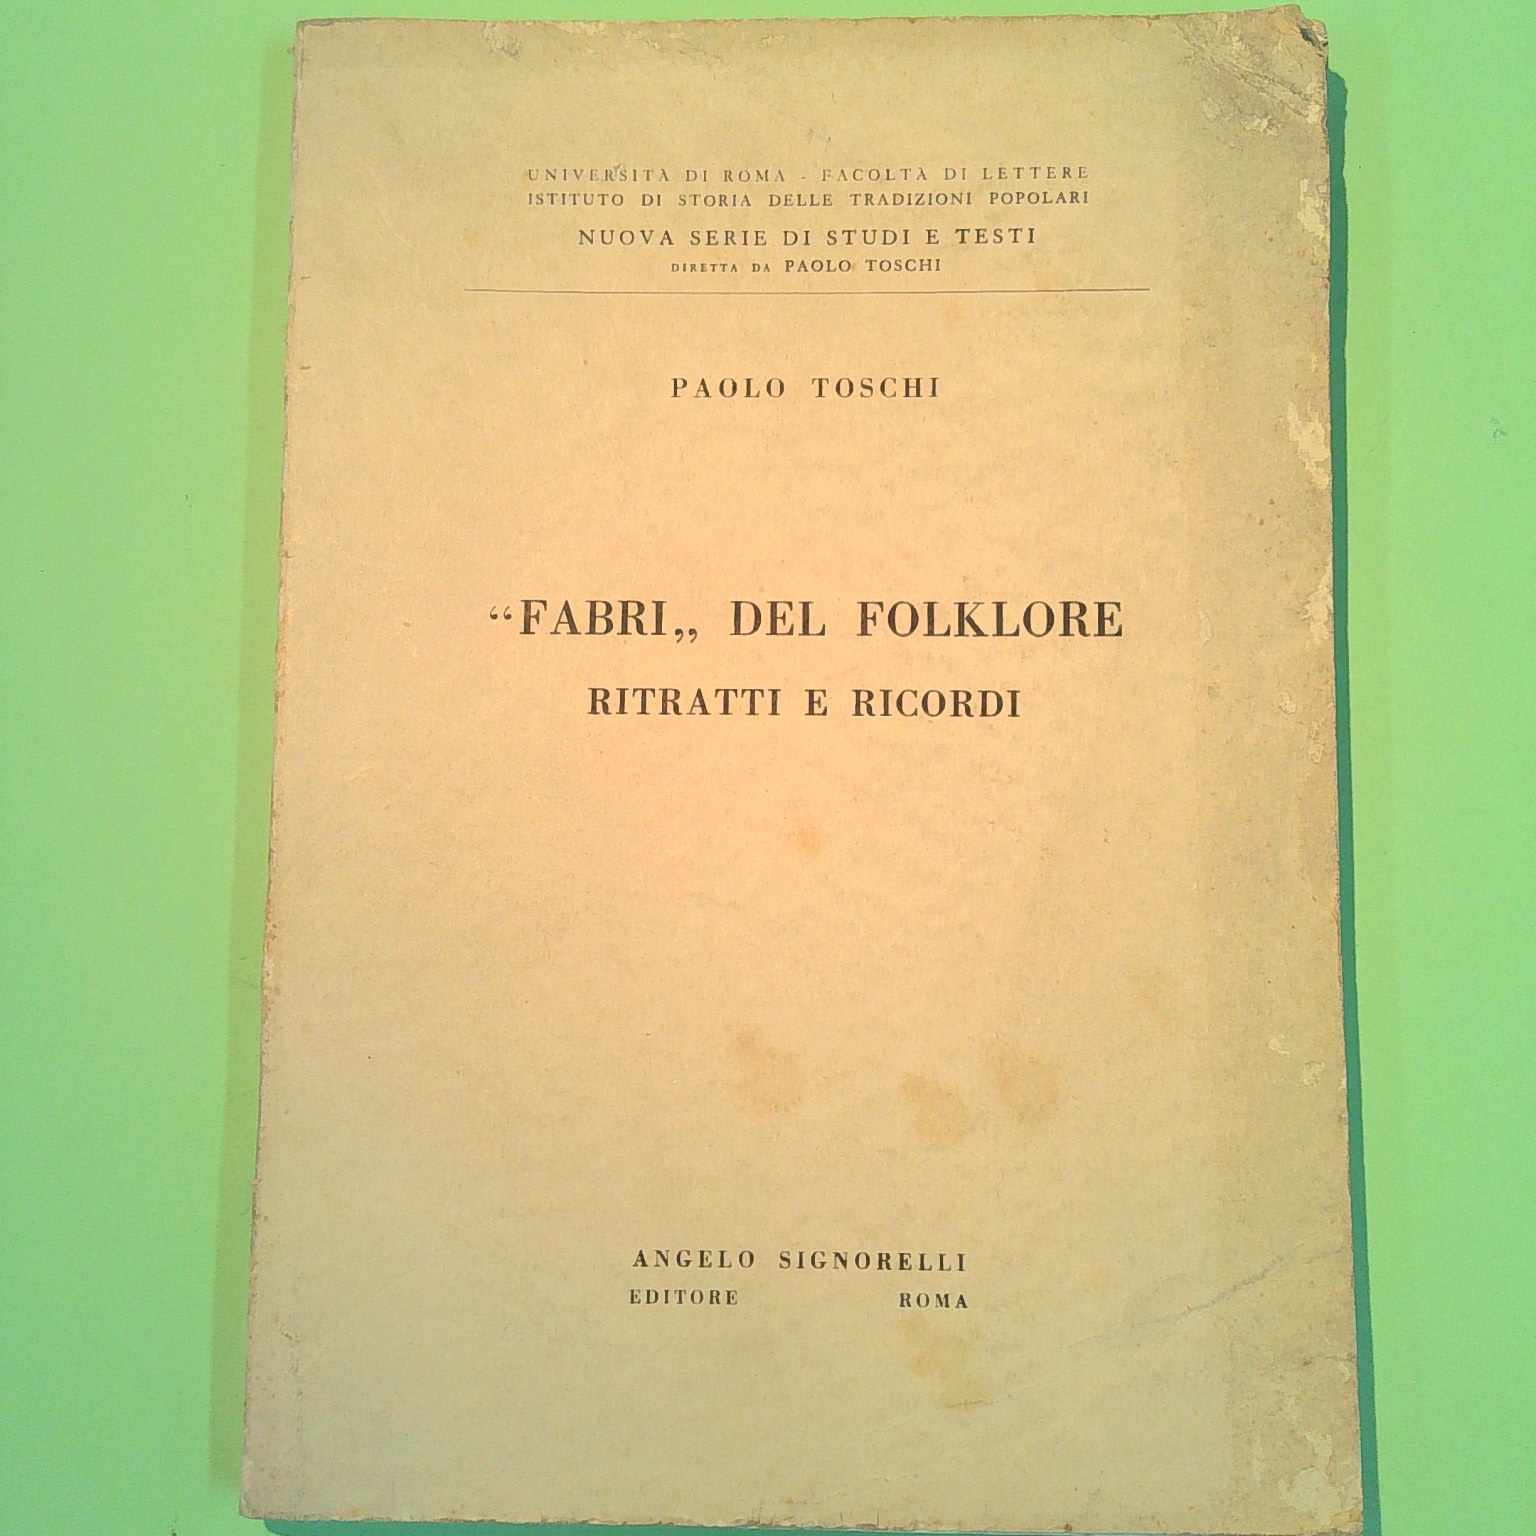 UNIVERSITÀ DI ROMA - FACOLTÀ DI LETTERE
ISTITUTO DI STORIA DELLE TRADIZIONI POPOLARI
NUOVA SERIE DI STUDI E TESTI
DIRETTA DA PAOLO TOSCHI
PAOLO TOSCHI
“FABRI„ DEL FOLKLORE
RITRATTI E RICORDI
ANGELO SIGNORELLI
EDITORE ROMA